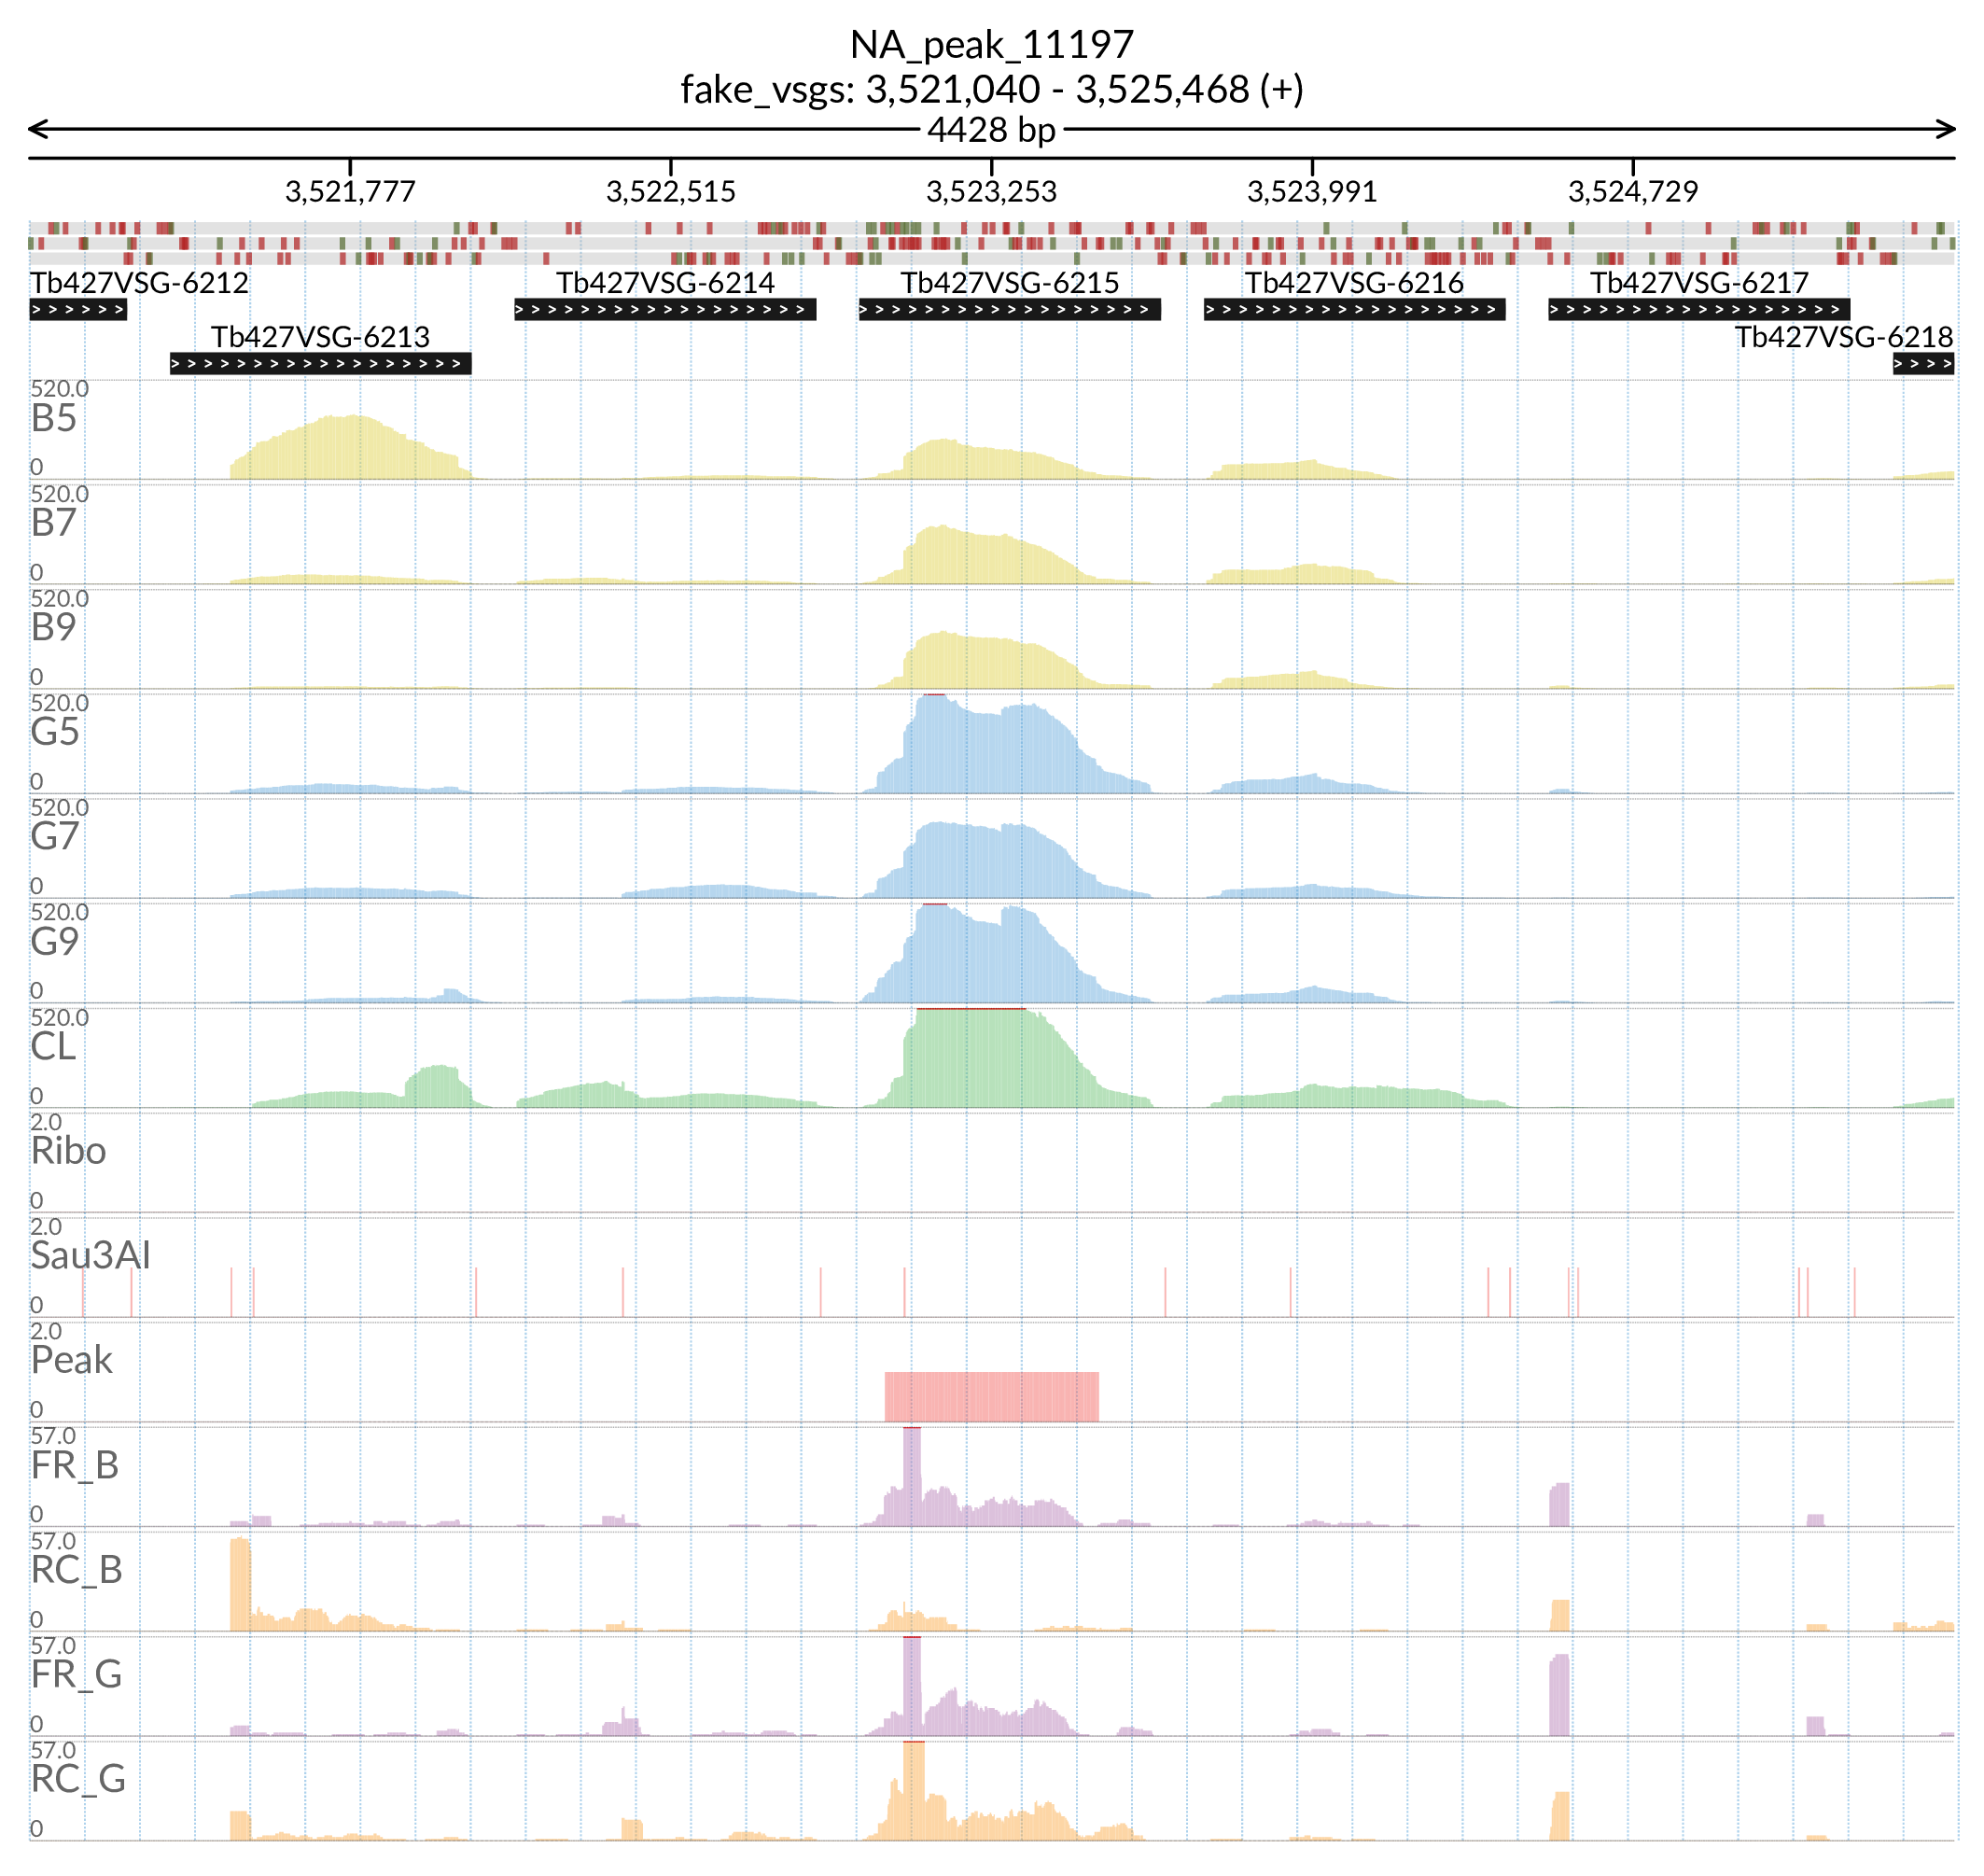 NA_peak_11197
fake_vsgs: 3,521,040 - 3,525,468 (+)
4428 bp
3,521,777 3,522,515 3,523,253 3,523,991 3,524,729
Tb427VSG-6212 Tb427VSG-6214 Tb427VSG-6215 Tb427VSG-6216 Tb427VSG-6217
Tb427VSG-6213 Tb427VSG-6218
520.0
B5
0
520.0
B7
0
520.0
B9
0
520.0
G5
0
520.0
G7
0
520.0
G9
0
520.0
CL
0
2.0
Ribo
0
2.0
Sau3AI
0
2.0
Peak
0
57.0
FR_B
0
57.0
RC_B
0
57.0
FR_G
0
57.0
RC_G
0